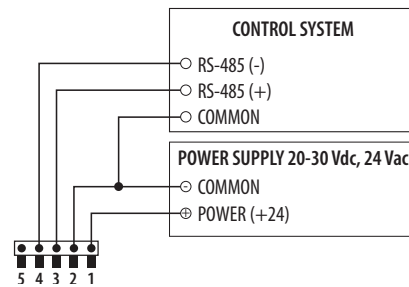 CONTROL SYSTEM
RS-485 (-)
RS-485 (+)
COMMON
POWER SUPPLY 20-30 Vdc, 24 Vac
COMMON
POWER (+24)
5 4 3 2 1